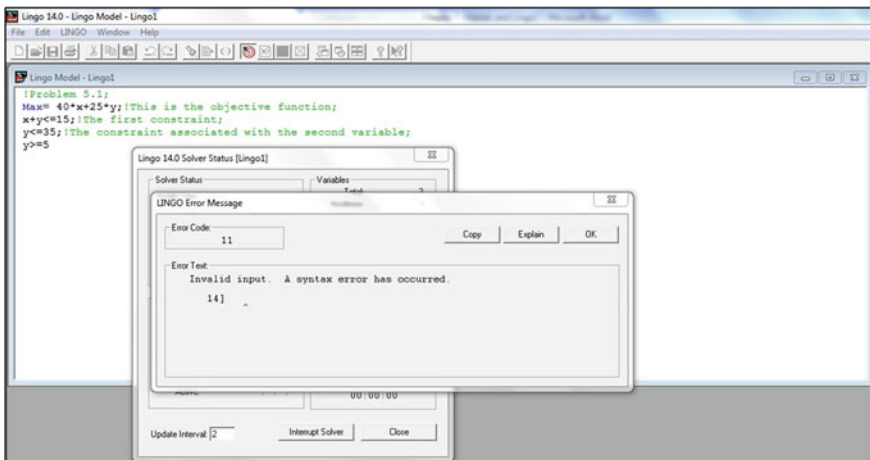 Lingo 14.0 - Lingo Model - Lingo1
File Edit LINGO Window Help
Lingo Model - Lingo1
!Problem 5.1;
Max= 40*x+25*y;!This is the objective function;
x+y<=15;!The first constraint;
y<=35;!The constraint associated with the second variable;
y>=5
Lingo 14.0 Solver Status [Lingo1]
Solver Status
Variables
LINGO Error Message
Error Code:
11
Copy
Explain
OK
Error Text:
Invalid input. A syntax error has occurred.
14]
^
00:00:00
Update Interval: 2
Interrupt Solver
Close